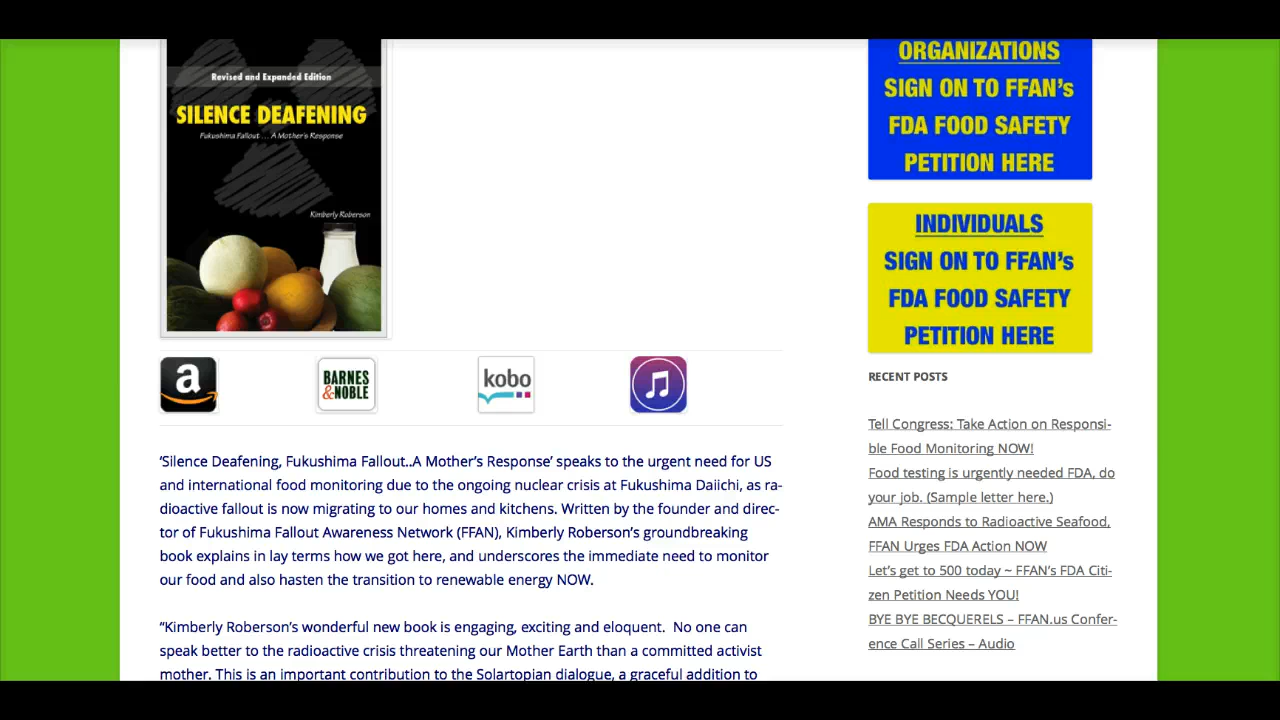 Revised and Expanded Edition
SILENCE DEAFENING
Fukushima Fallout . . . A Mother's Response
Kimberly Roberson
a
BARNES
&NOBLE
kobo
‘Silence Deafening, Fukushima Fallout..A Mother’s Response’ speaks to the urgent need for US
and international food monitoring due to the ongoing nuclear crisis at Fukushima Daiichi, as ra-
dioactive fallout is now migrating to our homes and kitchens. Written by the founder and direc-
tor of Fukushima Fallout Awareness Network (FFAN), Kimberly Roberson’s groundbreaking
book explains in lay terms how we got here, and underscores the immediate need to monitor
our food and also hasten the transition to renewable energy NOW.
“Kimberly Roberson’s wonderful new book is engaging, exciting and eloquent.  No one can
speak better to the radioactive crisis threatening our Mother Earth than a committed activist
mother. This is an important contribution to the Solartopian dialogue, a graceful addition to
ORGANIZATIONS
SIGN ON TO FFAN's
FDA FOOD SAFETY
PETITION HERE
INDIVIDUALS
SIGN ON TO FFAN's
FDA FOOD SAFETY
PETITION HERE
RECENT POSTS
Tell Congress: Take Action on Responsi-
ble Food Monitoring NOW!
Food testing is urgently needed FDA, do
your job. (Sample letter here.)
AMA Responds to Radioactive Seafood,
FFAN Urges FDA Action NOW
Let’s get to 500 today ~ FFAN’s FDA Citi-
zen Petition Needs YOU!
BYE BYE BECQUERELS – FFAN.us Confer-
ence Call Series – Audio